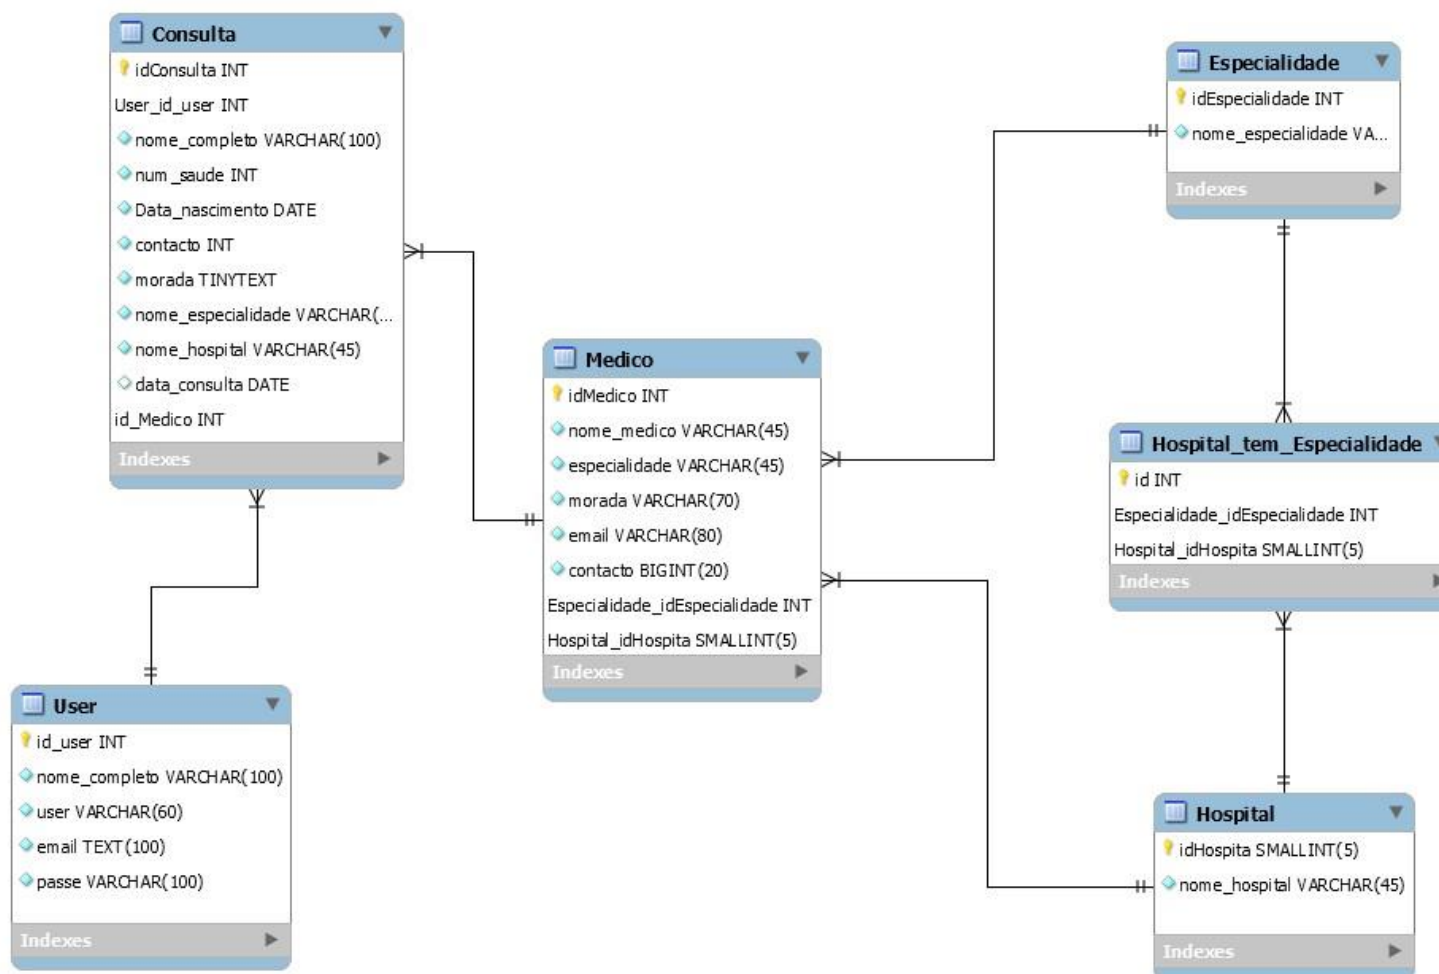 Consulta
idConsulta INT
User_id_user INT
nome_completo VARCHAR(100)
num_saude INT
Data_nascimento DATE
contacto INT
morada TINYTEXT
nome_especialidade VARCHAR(...
nome_hospital VARCHAR(45)
data_consulta DATE
id_Medico INT
Indexes
User
id_user INT
nome_completo VARCHAR(100)
user VARCHAR(60)
email TEXT(100)
passe VARCHAR(100)
Indexes
Medico
idMedico INT
nome_medico VARCHAR(45)
especialidade VARCHAR(45)
morada VARCHAR(70)
email VARCHAR(80)
contacto BIGINT(20)
Especialidade_idEspecialidade INT
Hospital_idHospita SMALLINT(5)
Indexes
Especialidade
idEspecialidade INT
nome_especialidade VA...
Indexes
Hospital_tem_Especialidade
id INT
Especialidade_idEspecialidade INT
Hospital_idHospita SMALLINT(5)
Indexes
Hospital
idHospita SMALLINT(5)
nome_hospital VARCHAR(45)
Indexes